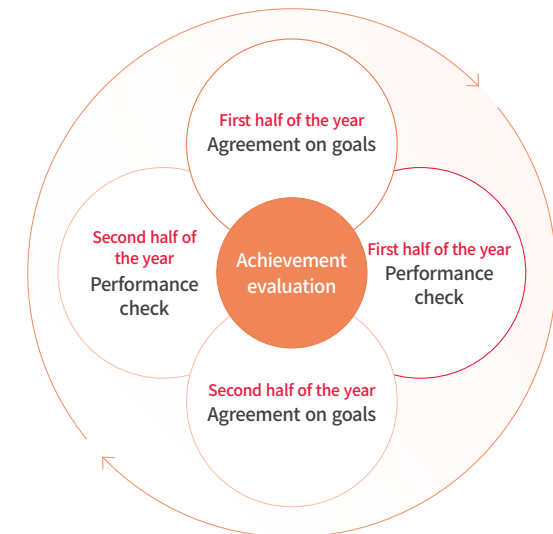 First half of the year
Agreement on goals
Second half of
the year
Performance
check
Achievement
evaluation
First half of the year
Performance
check
Second half of the year
Agreement on goals